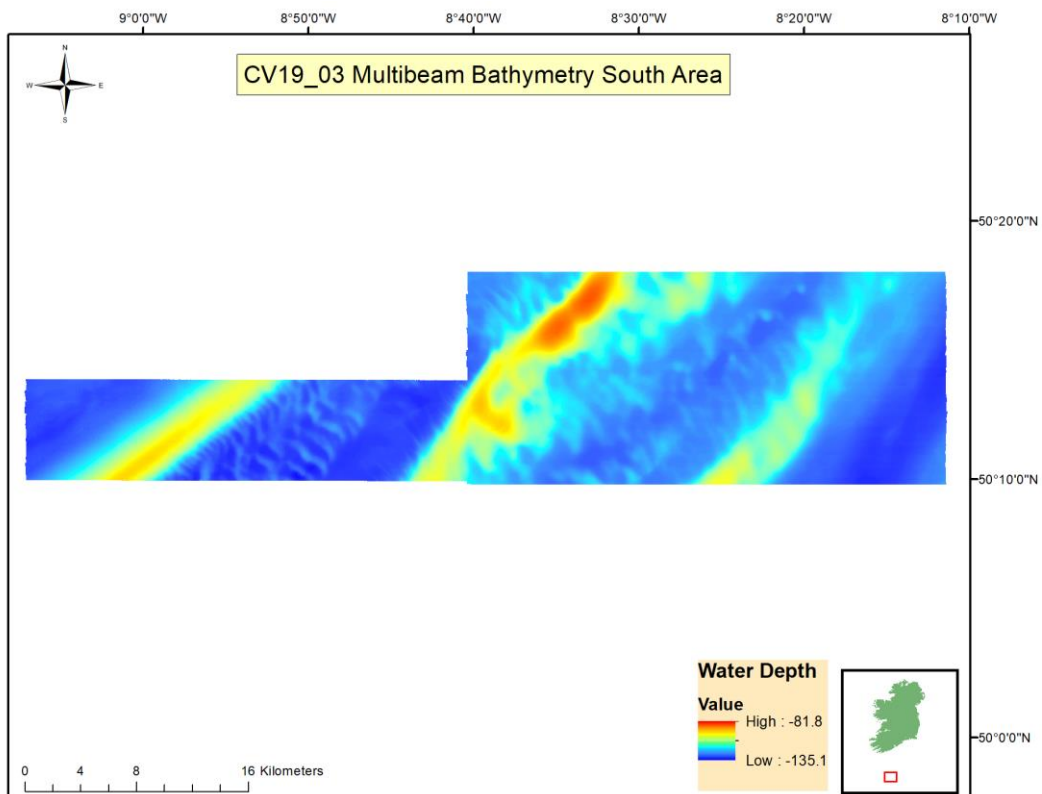 9°0'0"W 8°50'0"W 8°40'0"W 8°30'0"W 8°20'0"W 8°10'0"W
N
W E
S
CV19_03 Multibeam Bathymetry South Area
50°20'0"N
50°10'0"N
50°0'0"N
Water Depth
Value
High : -81.8
Low : -135.1
0 4 8 16 Kilometers